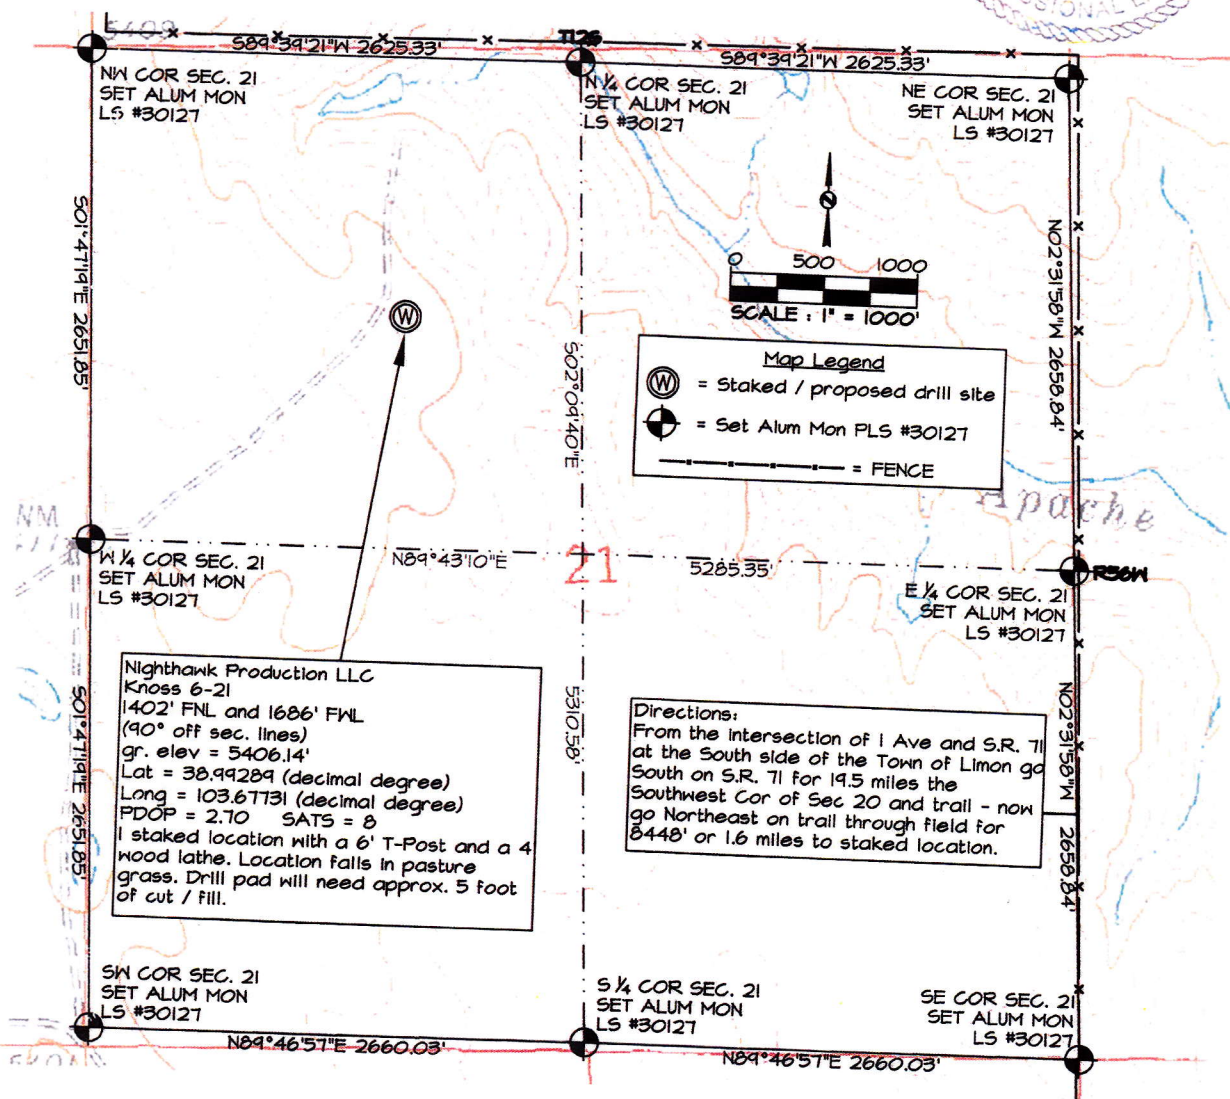 5409
S89°39'21"W 2625.33'
T12S
S89°39'21"W 2625.33'
NW COR SEC. 21
SET ALUM MON
LS #30127
N ¼ COR SEC. 21
SET ALUM MON
LS #30127
NE COR SEC. 21
SET ALUM MON
LS #30127
S01°47'19"E 2651.85'
S02°09'40"E
N02°31'58"W 2658.84'
N
0 500 1000
SCALE : 1" = 1000'
W
Map Legend
W = Staked / proposed drill site
= Set Alum Mon PLS #30127
= FENCE
Apache
NM
W ¼ COR SEC. 21
SET ALUM MON
LS #30127
N89°43'10"E
21
5285.35'
R56W
E ¼ COR SEC. 21
SET ALUM MON
LS #30127
S01°47'19"E 2651.85'
Nighthawk Production LLC
Knoss 6-21
1402' FNL and 1686' FWL
(90° off sec. lines)
gr. elev = 5406.14'
Lat = 38.99289 (decimal degree)
Long = 103.67731 (decimal degree)
PDOP = 2.70 SATS = 8
1 staked location with a 6' T-Post and a 4
wood lathe. Location falls in pasture
grass. Drill pad will need approx. 5 foot
of cut / fill.
5310.58'
Directions:
From the intersection of 1 Ave and S.R. 71
at the South side of the Town of Limon go
South on S.R. 71 for 19.5 miles the
Southwest Cor of Sec 20 and trail - now
go Northeast on trail through field for
8448' or 1.6 miles to staked location.
N02°31'58"W 2658.84'
SW COR SEC. 21
SET ALUM MON
LS #30127
S ¼ COR SEC. 21
SET ALUM MON
LS #30127
SE COR SEC. 21
SET ALUM MON
LS #30127
N89°46'57"E 2660.03'
N89°46'57"E 2660.03'